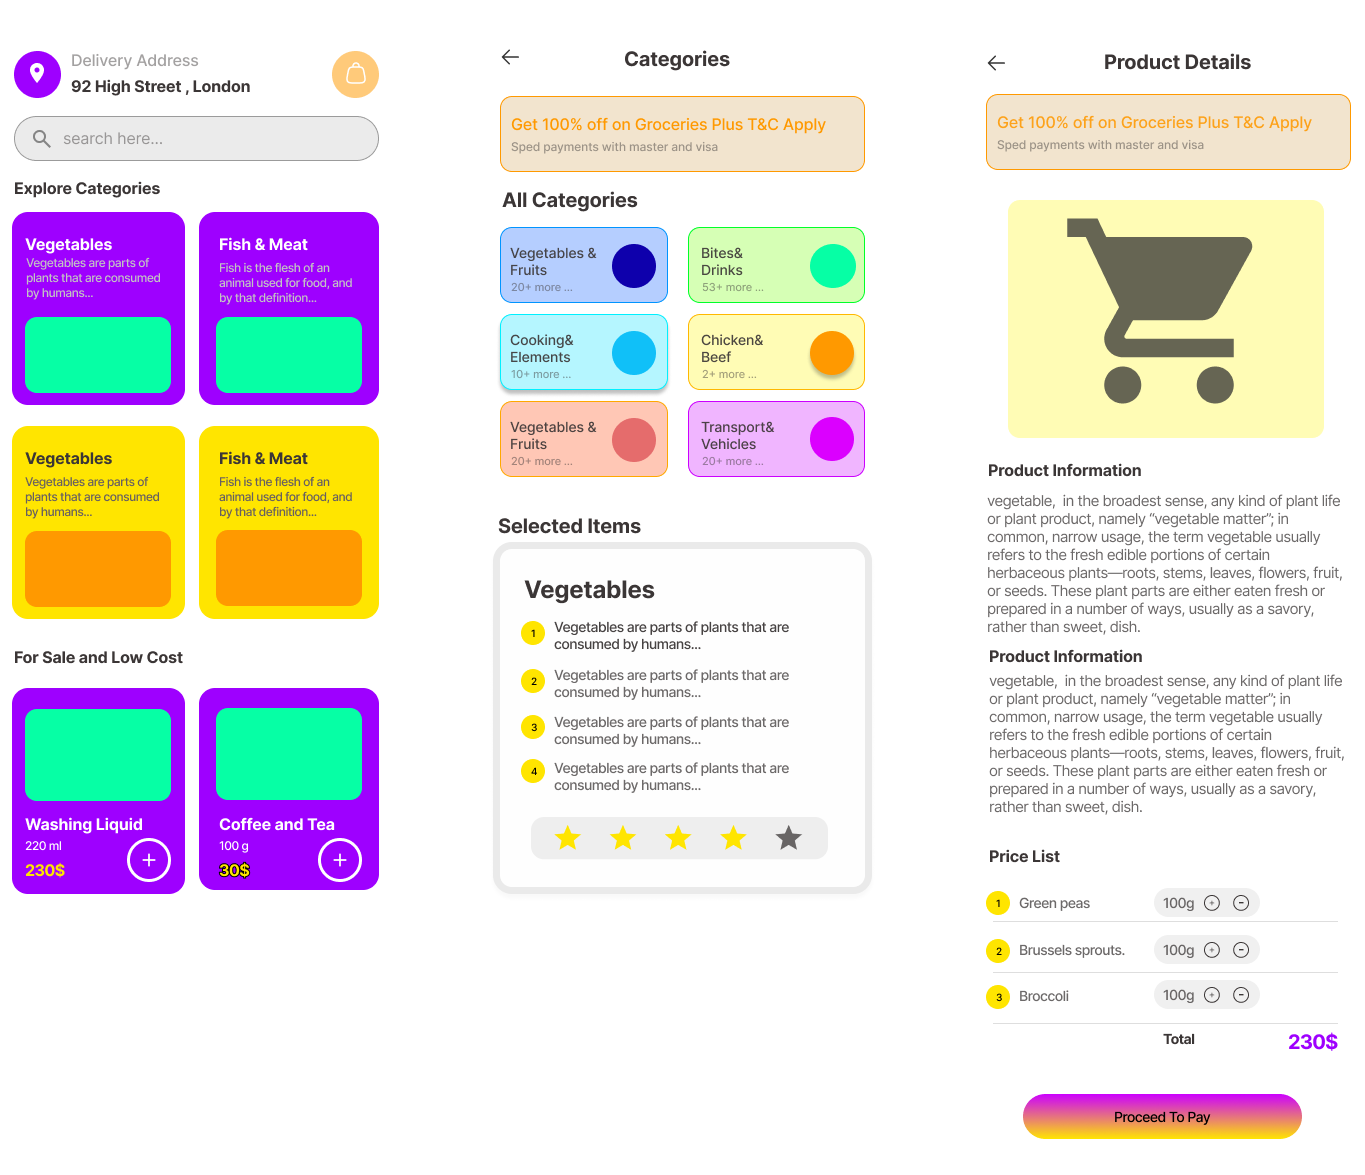 Delivery Address
92 High Street , London
search here...
Explore Categories
Vegetables
Vegetables are parts of
plants that are consumed
by humans...
Fish & Meat
Fish is the flesh of an
animal used for food, and
by that definition...
Vegetables
Vegetables are parts of
plants that are consumed
by humans...
Fish & Meat
Fish is the flesh of an
animal used for food, and
by that definition...
For Sale and Low Cost
Washing Liquid
220 ml
230$
Coffee and Tea
100 g
30$
Categories
Get 100% off on Groceries Plus T&C Apply
Sped payments with master and visa
All Categories
Vegetables &
Fruits
20+ more ...
Bites&
Drinks
53+ more ...
Cooking&
Elements
10+ more ...
Chicken&
Beef
2+ more ...
Vegetables &
Fruits
20+ more ...
Transport&
Vehicles
20+ more ...
Selected Items
Vegetables
1 Vegetables are parts of plants that are
consumed by humans...
2 Vegetables are parts of plants that are
consumed by humans...
3 Vegetables are parts of plants that are
consumed by humans...
4 Vegetables are parts of plants that are
consumed by humans...
Product Details
Get 100% off on Groceries Plus T&C Apply
Sped payments with master and visa
Product Information
vegetable,  in the broadest sense, any kind of plant life
or plant product, namely “vegetable matter”; in
common, narrow usage, the term vegetable usually
refers to the fresh edible portions of certain
herbaceous plants—roots, stems, leaves, flowers, fruit,
or seeds. These plant parts are either eaten fresh or
prepared in a number of ways, usually as a savory,
rather than sweet, dish.
Product Information
vegetable,  in the broadest sense, any kind of plant life
or plant product, namely “vegetable matter”; in
common, narrow usage, the term vegetable usually
refers to the fresh edible portions of certain
herbaceous plants—roots, stems, leaves, flowers, fruit,
or seeds. These plant parts are either eaten fresh or
prepared in a number of ways, usually as a savory,
rather than sweet, dish.
Price List
1 Green peas 100g + -
2 Brussels sprouts. 100g + -
3 Broccoli 100g + -
Total 230$
Proceed To Pay